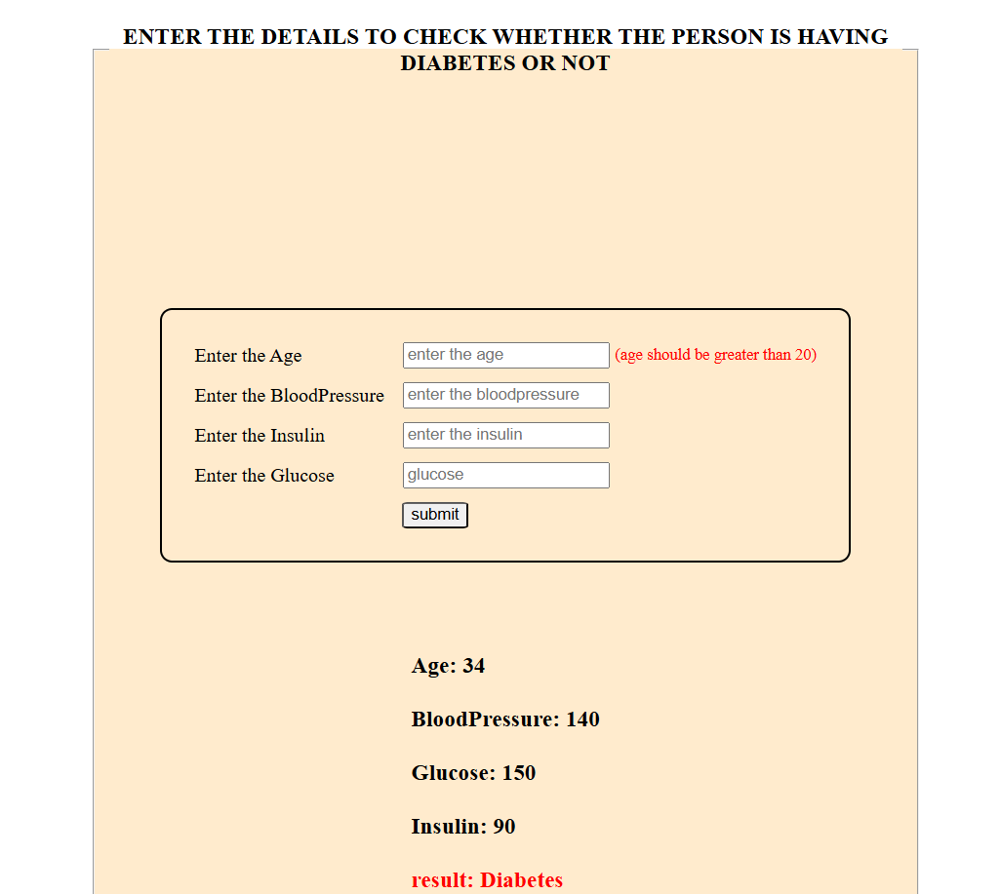 ENTER THE DETAILS TO CHECK WHETHER THE PERSON IS HAVING
DIABETES OR NOT
Enter the Age enter the age (age should be greater than 20)
Enter the BloodPressure enter the bloodpressure
Enter the Insulin enter the insulin
Enter the Glucose glucose
submit
Age: 34
BloodPressure: 140
Glucose: 150
Insulin: 90
result: Diabetes